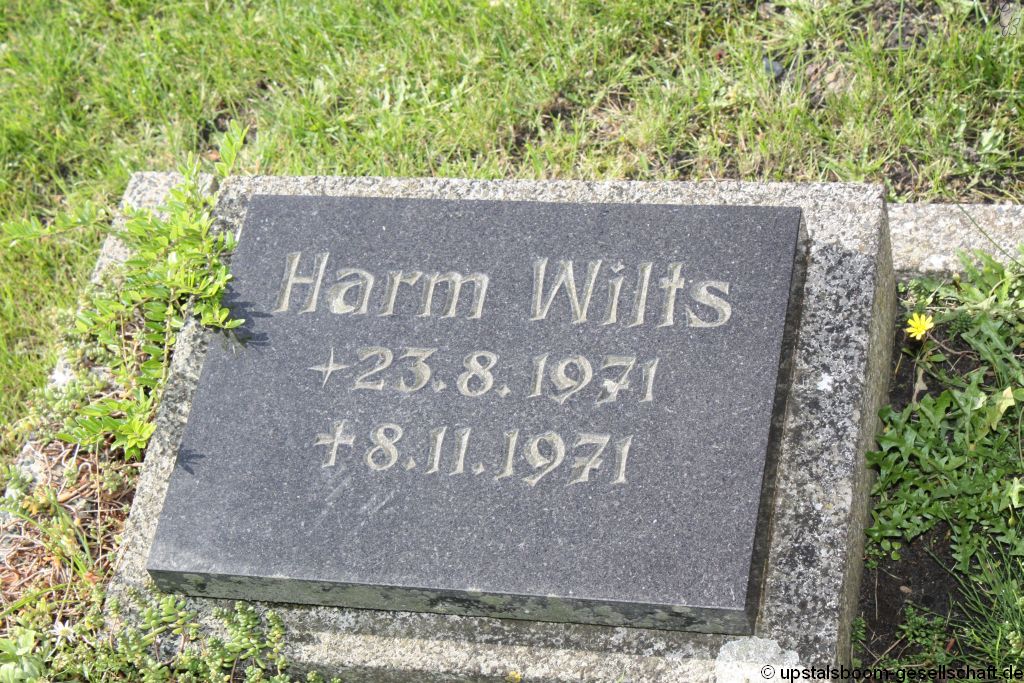 Harm Wilts
23.8.1971
8.11.1971
© upstalsboom-gesellschaft.de